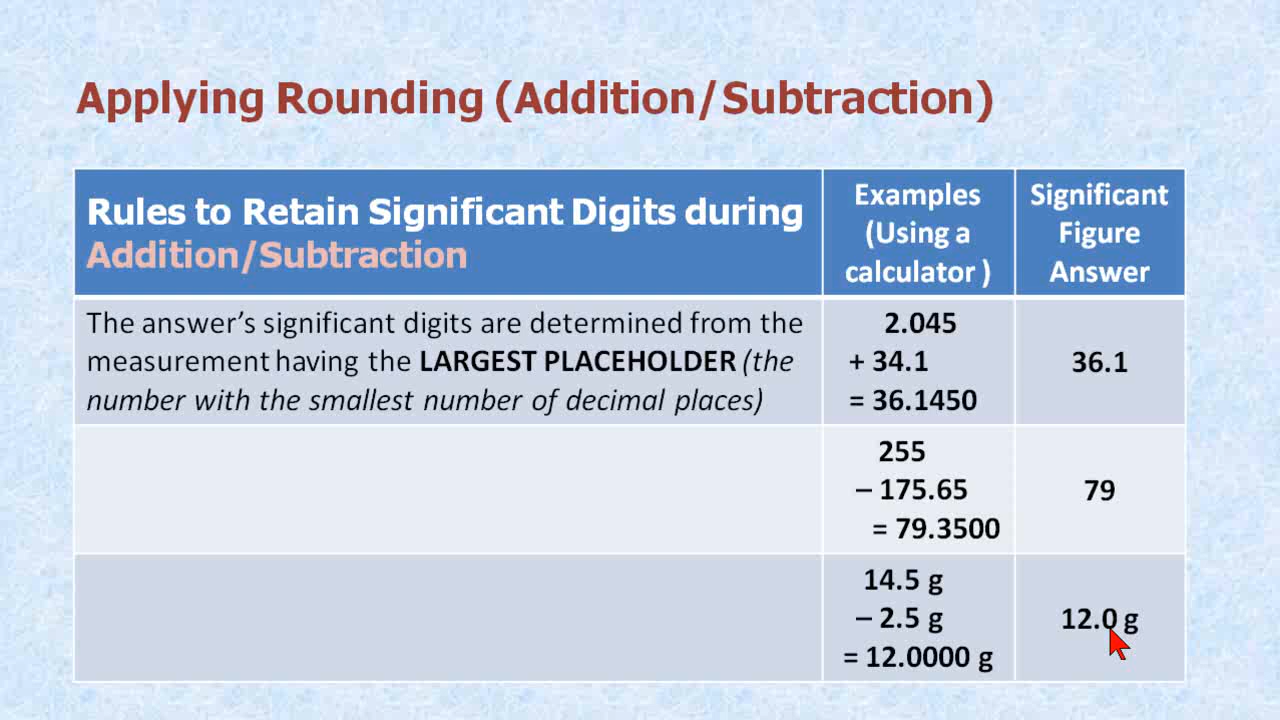 Applying Rounding (Addition/Subtraction)
Rules to Retain Significant Digits during
Addition/Subtraction
Examples
(Using a
calculator )
Significant
Figure
Answer
The answer's significant digits are determined from the
measurement having the LARGEST PLACEHOLDER (the
number with the smallest number of decimal places)
2.045
+ 34.1
= 36.1450
36.1
255
– 175.65
= 79.3500
79
14.5 g
– 2.5 g
= 12.0000 g
12.0 g